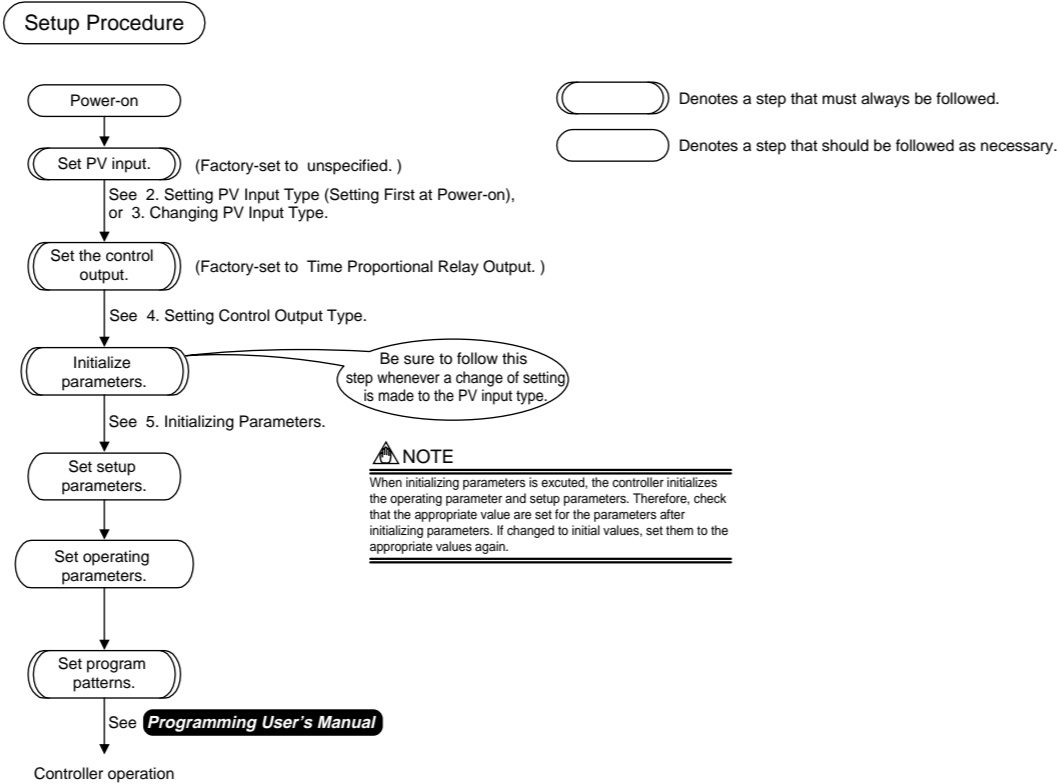 Setup Procedure
Power-on
Denotes a step that must always be followed.
Denotes a step that should be followed as necessary.
Set PV input.
(Factory-set to unspecified. )
See 2. Setting PV Input Type (Setting First at Power-on),
or 3. Changing PV Input Type.
Set the control
output.
(Factory-set to Time Proportional Relay Output. )
See 4. Setting Control Output Type.
Initialize
parameters.
Be sure to follow this
step whenever a change of setting
is made to the PV input type.
See 5. Initializing Parameters.
NOTE
When initializing parameters is excuted, the controller initializes
the operating parameter and setup parameters. Therefore, check
that the appropriate value are set for the parameters after
initializing parameters. If changed to initial values, set them to the
appropriate values again.
Set setup
parameters.
Set operating
parameters.
Set program
patterns.
See Programming User's Manual
Controller operation